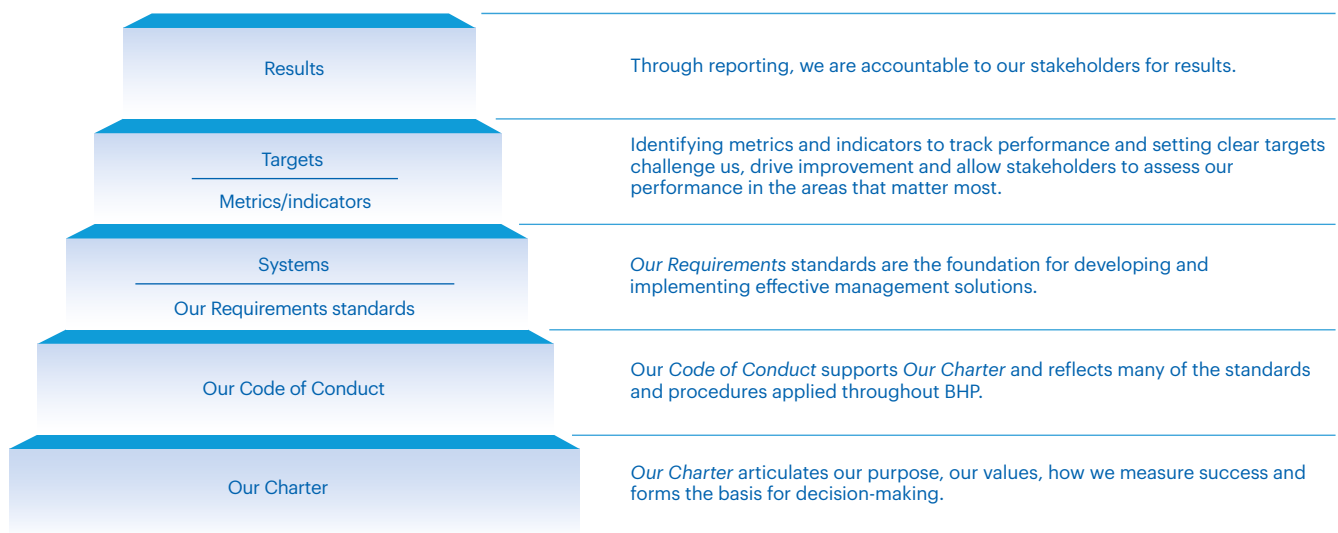 Results
Through reporting, we are accountable to our stakeholders for results.
Targets
Metrics/indicators
Identifying metrics and indicators to track performance and setting clear targets
challenge us, drive improvement and allow stakeholders to assess our
performance in the areas that matter most.
Systems
Our Requirements standards
Our Requirements standards are the foundation for developing and
implementing effective management solutions.
Our Code of Conduct
Our Code of Conduct supports Our Charter and reflects many of the standards
and procedures applied throughout BHP.
Our Charter
Our Charter articulates our purpose, our values, how we measure success and
forms the basis for decision-making.